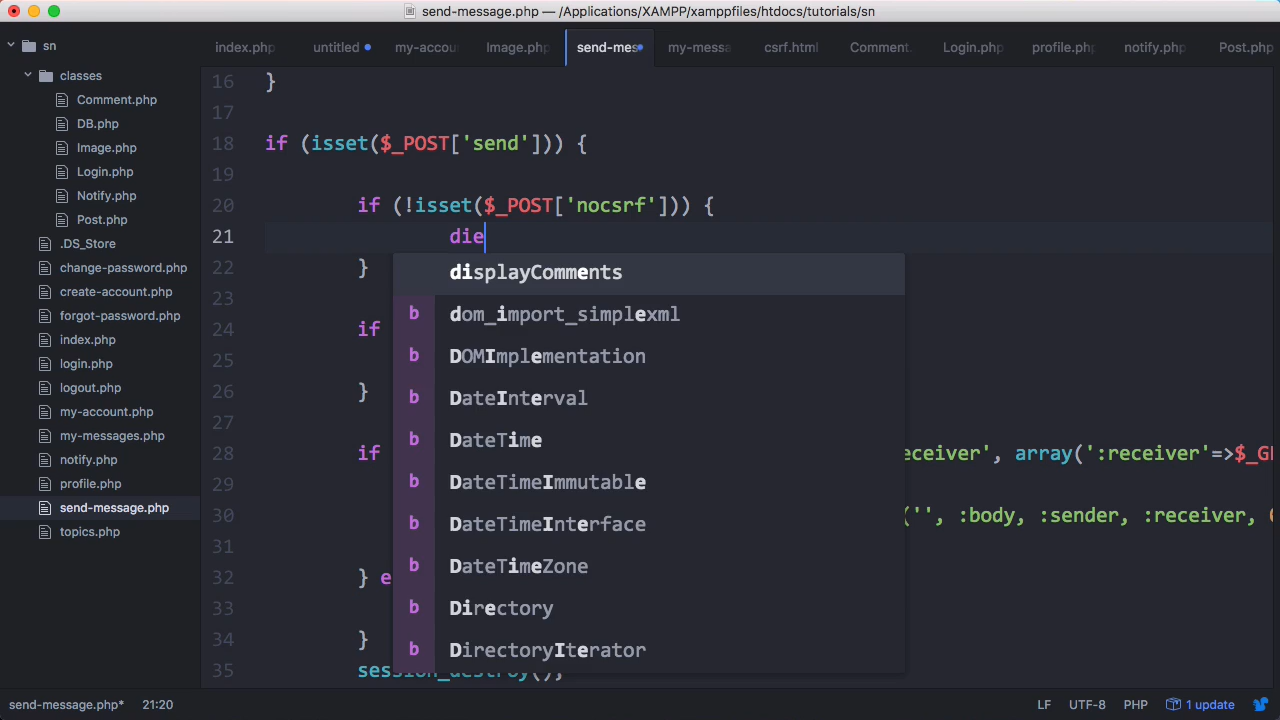 send-message.php — /Applications/XAMPP/xamppfiles/htdocs/tutorials/sn
sn
classes
Comment.php
DB.php
Image.php
Login.php
Notify.php
Post.php
.DS_Store
change-password.php
create-account.php
forgot-password.php
index.php
login.php
logout.php
my-account.php
my-messages.php
notify.php
profile.php
send-message.php
topics.php
index.php untitled my-accou Image.php send-mes my-messa csrf.html Comment. Login.php profile.php notify.php Post.php
16 }
17
18 if (isset($_POST['send'])) {
19
20 if (!isset($_POST['nocsrf'])) {
21 die
22 }
23
24 if
25
26 }
27
28 if eceiver', array(':receiver'=>$_GE
29
30 ('', :body, :sender, :receiver,
31
32 } e
33
34 }
35 session_destroy();
displayComments
b dom_import_simplexml
b DOMImplementation
b DateInterval
b DateTime
b DateTimeImmutable
b DateTimeInterface
b DateTimeZone
b Directory
b DirectoryIterator
send-message.php* 21:20 LF UTF-8 PHP 1 update